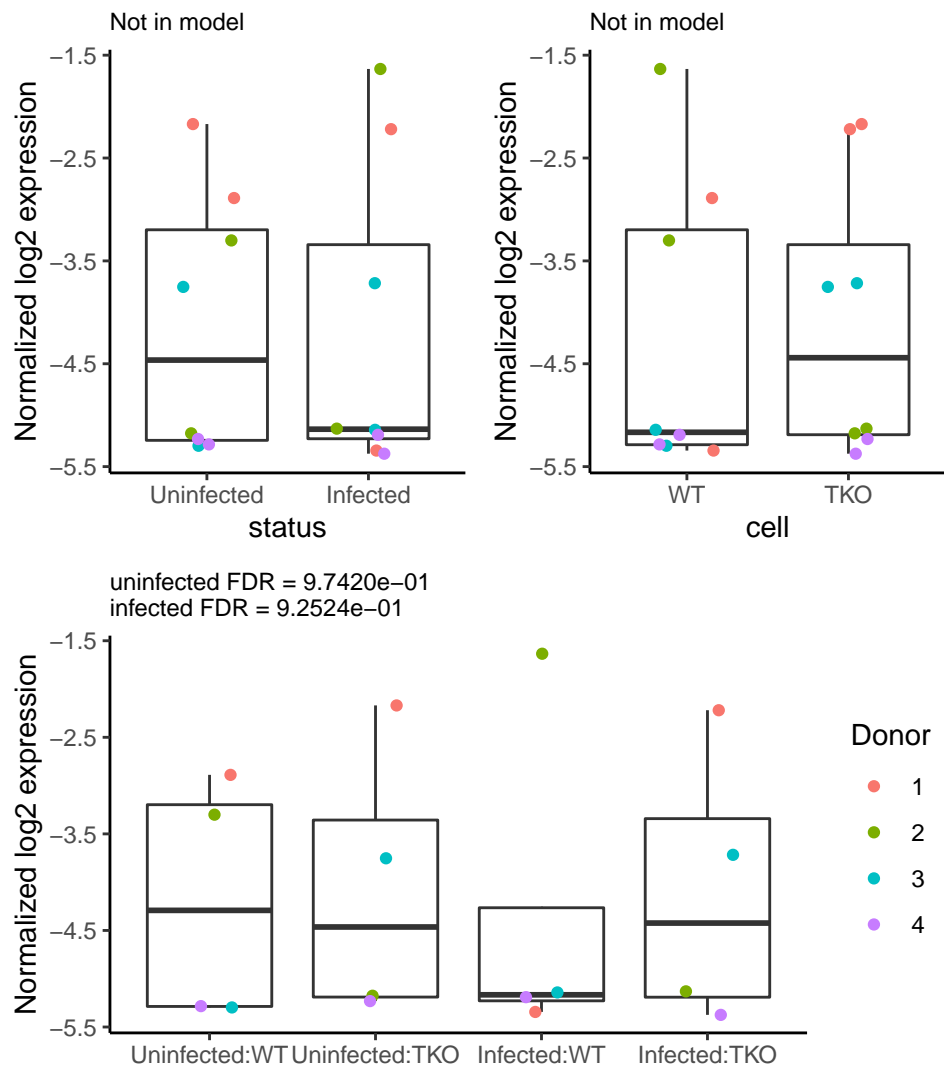 Not in model
Normalized log2 expression
−1.5
−2.5
−3.5
−4.5
−5.5
Uninfected
Infected
status
Not in model
Normalized log2 expression
−1.5
−2.5
−3.5
−4.5
−5.5
WT
TKO
cell
uninfected FDR = 9.7420e−01
infected FDR = 9.2524e−01
Normalized log2 expression
−1.5
−2.5
−3.5
−4.5
−5.5
Uninfected:WT
Uninfected:TKO
Infected:WT
Infected:TKO
Donor
1
2
3
4